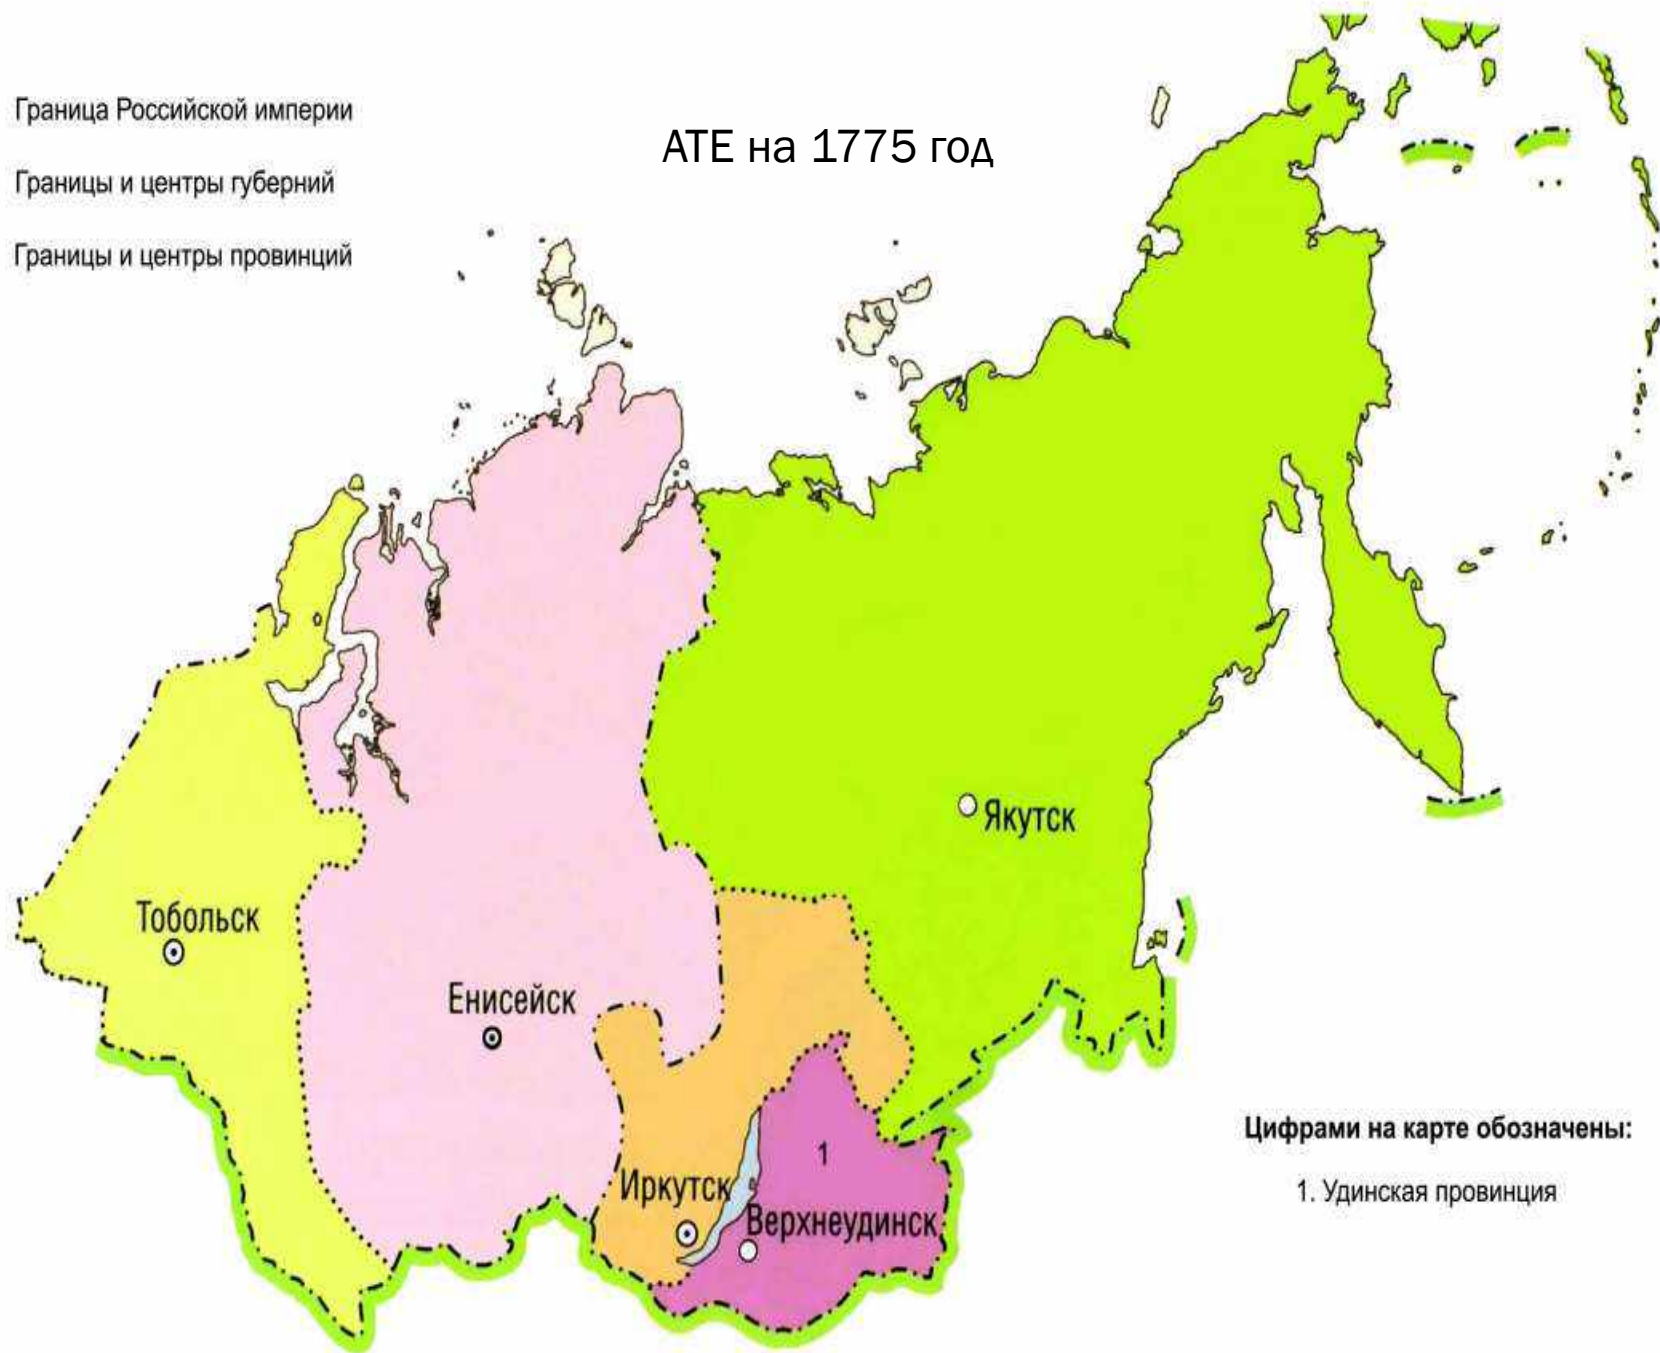 Граница Российской империи
АТЕ на 1775 год
Границы и центры губерний
Границы и центры провинций
Якутск
Тобольск
Енисейск
Цифрами на карте обозначены:
1
Иркутск
1. Удинская провинция
Верхнеудинск